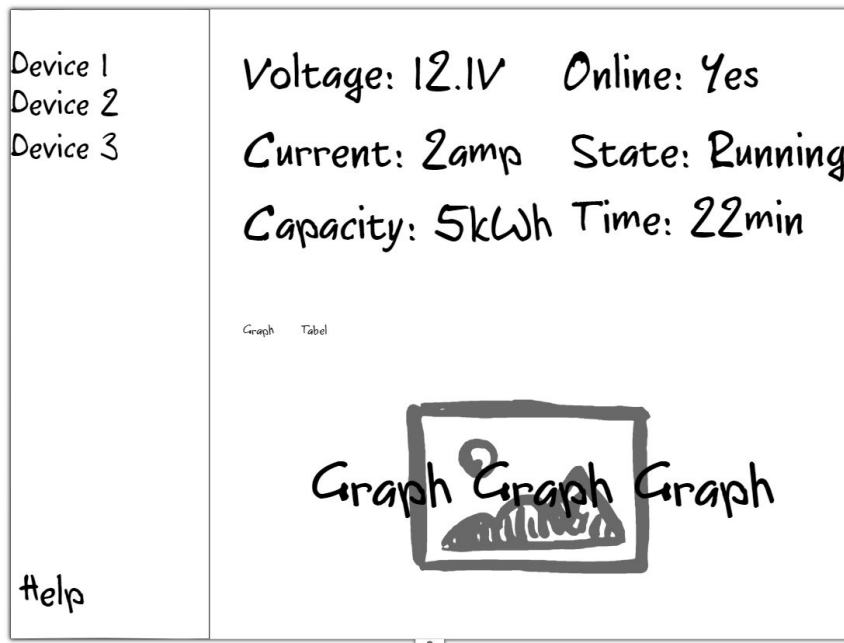 Device 1
Device 2
Device 3
Help
Voltage: 12.1V Online: Yes
Current: 2amp State: Running
Capacity: 5kWh Time: 22min
Graph Tabel
Graph Graph Graph